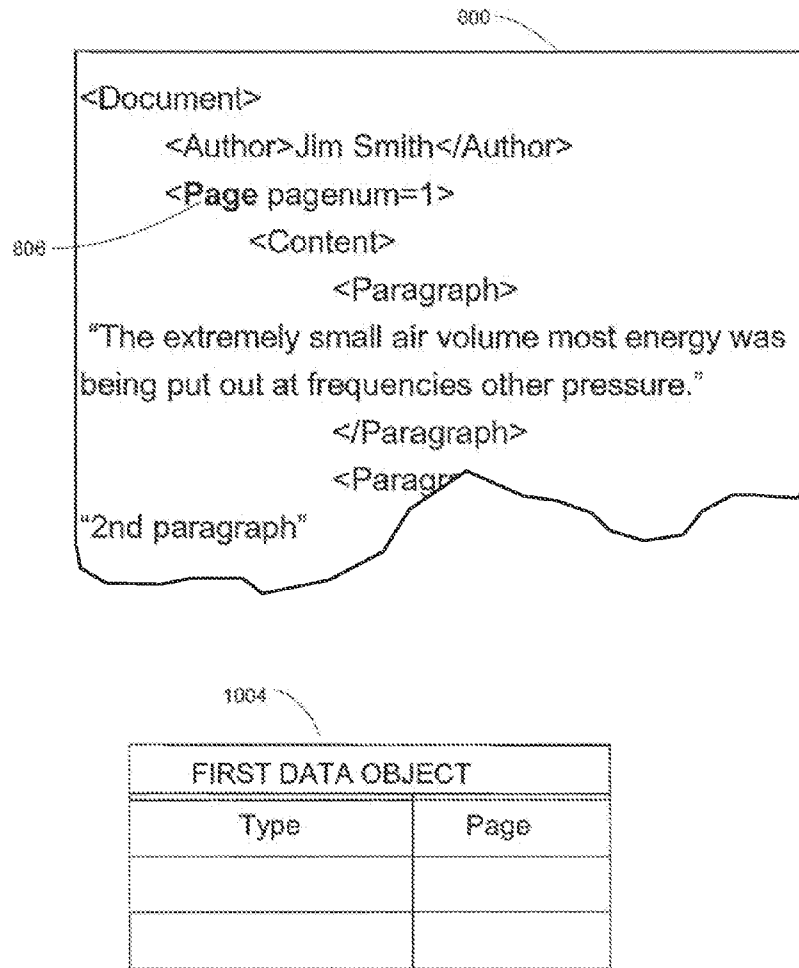 800
<Document>
<Author>Jim Smith</Author>
<Page pagenum=1>
806
<Content>
<Paragraph>
“The extremely small air volume most energy was
being put out at frequencies other pressure.”
</Paragraph>
<Paragr
“2nd paragraph”
1004
FIRST DATA OBJECT
Type Page